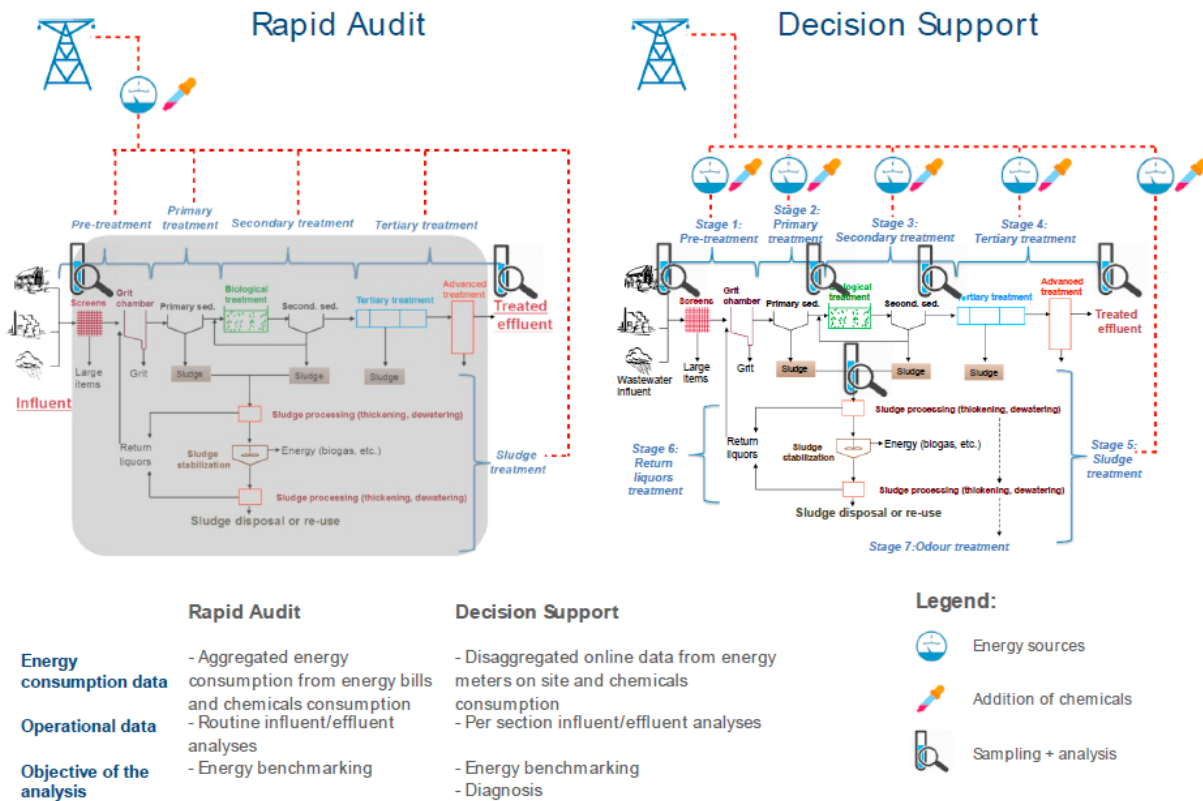 Rapid Audit
Pre-treatment
Primary
treatment
Secondary treatment
Tertiary treatment
Screens
Grit
chamber
Primary sed.
Biological
treatment
Second. sed.
Tertiary treatment
Advanced
treatment
Treated
effluent
Large
items
Grit
Sludge
Sludge
Sludge
Influent
Sludge processing (thickening, dewatering)
Return
liquors
Sludge
stabilization
Energy (biogas, etc.)
Sludge
treatment
Sludge processing (thickening, dewatering)
Sludge disposal or re-use
Decision Support
Stage 1:
Pre-treatment
Stage 2:
Primary
treatment
Stage 3:
Secondary treatment
Stage 4:
Tertiary treatment
Screens
Grit
chamber
Primary sed.
Biological
treatment
Second. sed.
Tertiary treatment
Advanced
treatment
Treated
effluent
Wastewater
Influent
Large
items
Grit
Sludge
Sludge
Sludge
Sludge processing (thickening, dewatering)
Stage 6:
Return
liquors
treatment
Return
liquors
Sludge
stabilization
Energy (biogas, etc.)
Stage 5:
Sludge
treatment
Sludge processing (thickening, dewatering)
Sludge disposal or re-use
Stage 7:Odour treatment
Rapid Audit
Decision Support
Energy
consumption data
- Aggregated energy
consumption from energy bills
and chemicals consumption
- Disaggregated online data from energy
meters on site and chemicals
consumption
Operational data
- Routine influent/effluent
analyses
- Per section influent/effluent analyses
Objective of the
analysis
- Energy benchmarking
- Energy benchmarking
- Diagnosis
Legend:
Energy sources
Addition of chemicals
Sampling + analysis